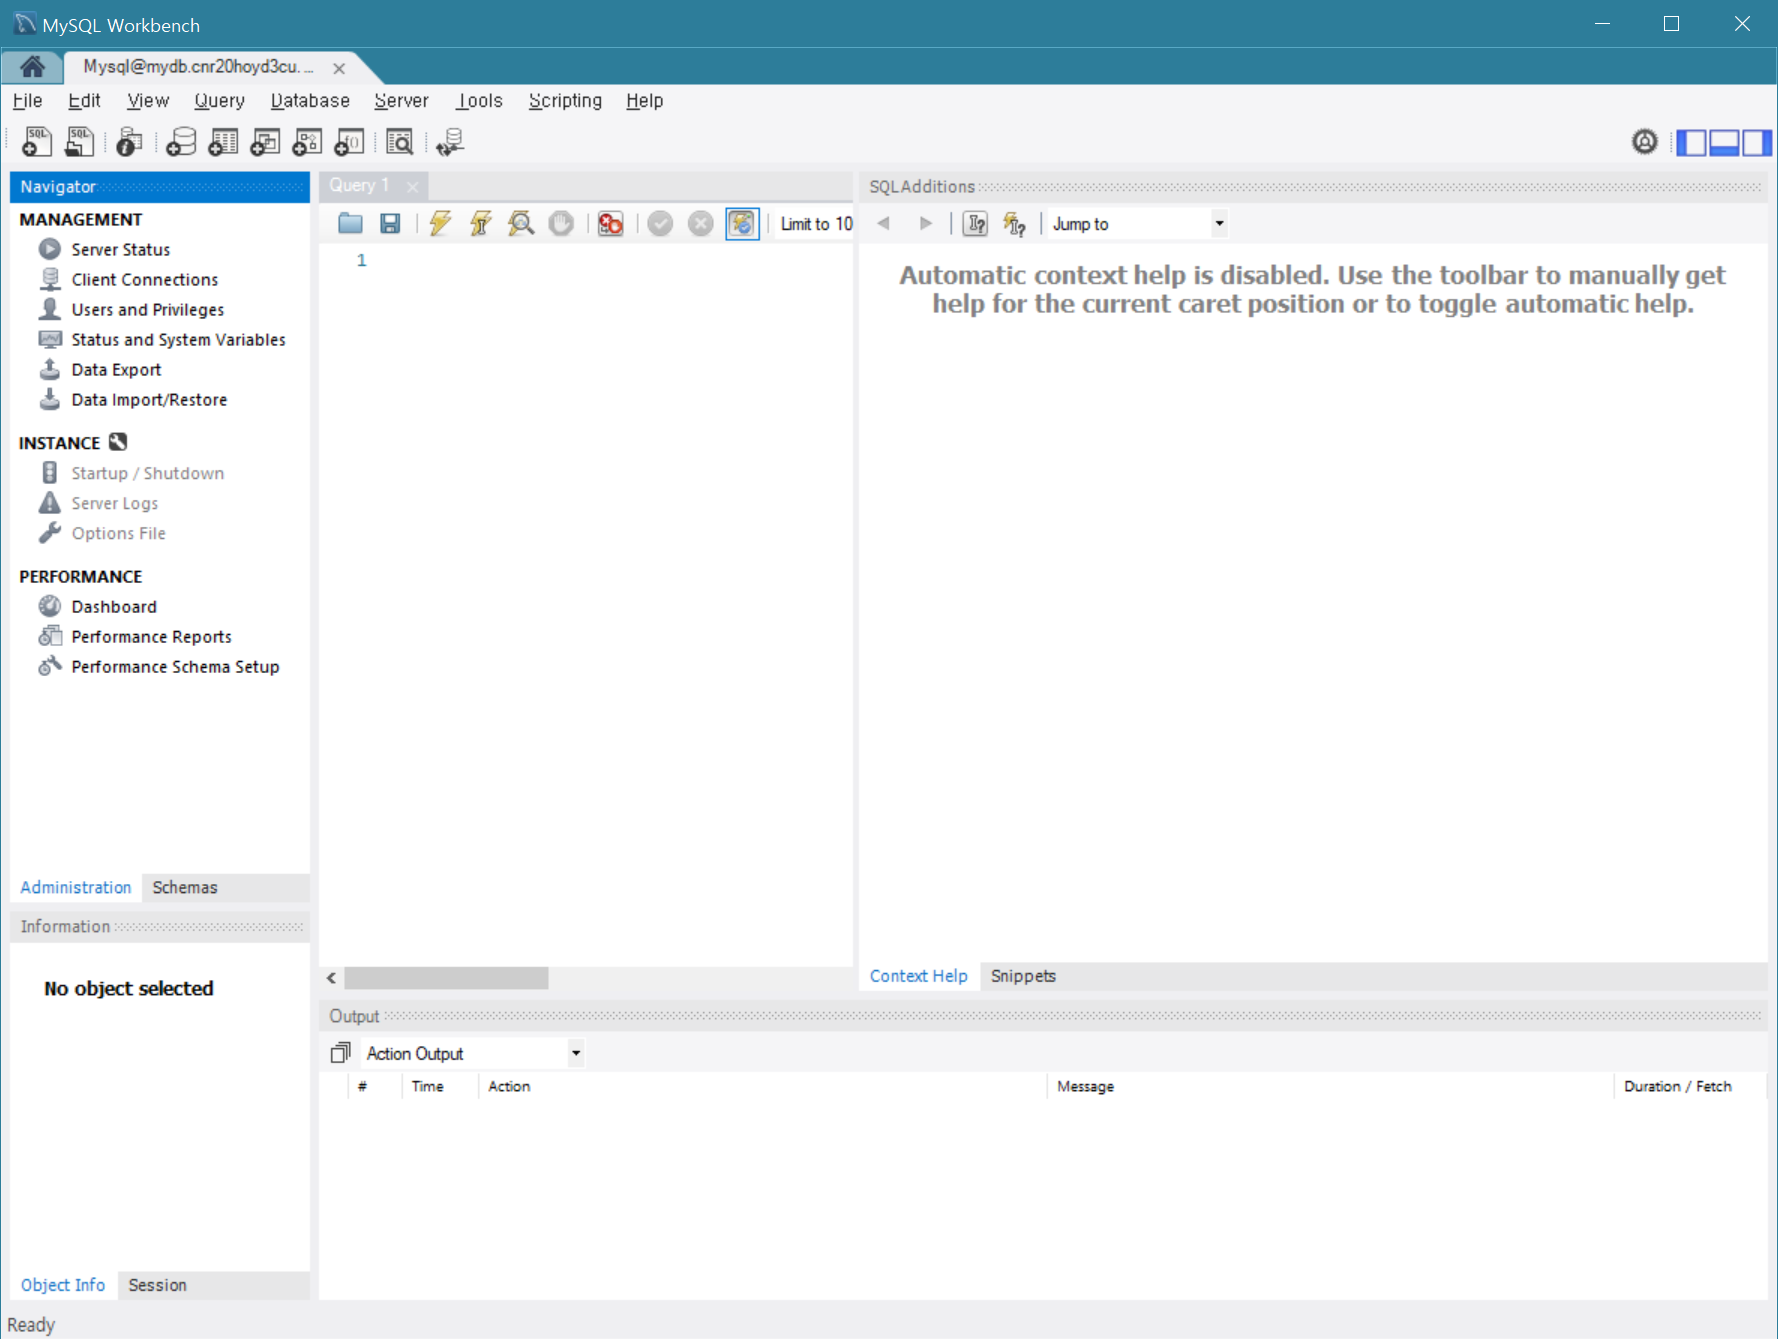 MySQL Workbench
Mysql@mydb.cnr20hoyd3cu. ...
File Edit View Query Database Server Tools Scripting Help
Navigator
MANAGEMENT
Server Status
Client Connections
Users and Privileges
Status and System Variables
Data Export
Data Import/Restore
INSTANCE
Startup / Shutdown
Server Logs
Options File
PERFORMANCE
Dashboard
Performance Reports
Performance Schema Setup
Administration Schemas
Information
No object selected
Object Info Session
Query 1
Limit to 10
1
SQLAdditions
Jump to
Automatic context help is disabled. Use the toolbar to manually get
help for the current caret position or to toggle automatic help.
Context Help Snippets
Output
Action Output
# Time Action Message Duration / Fetch
Ready